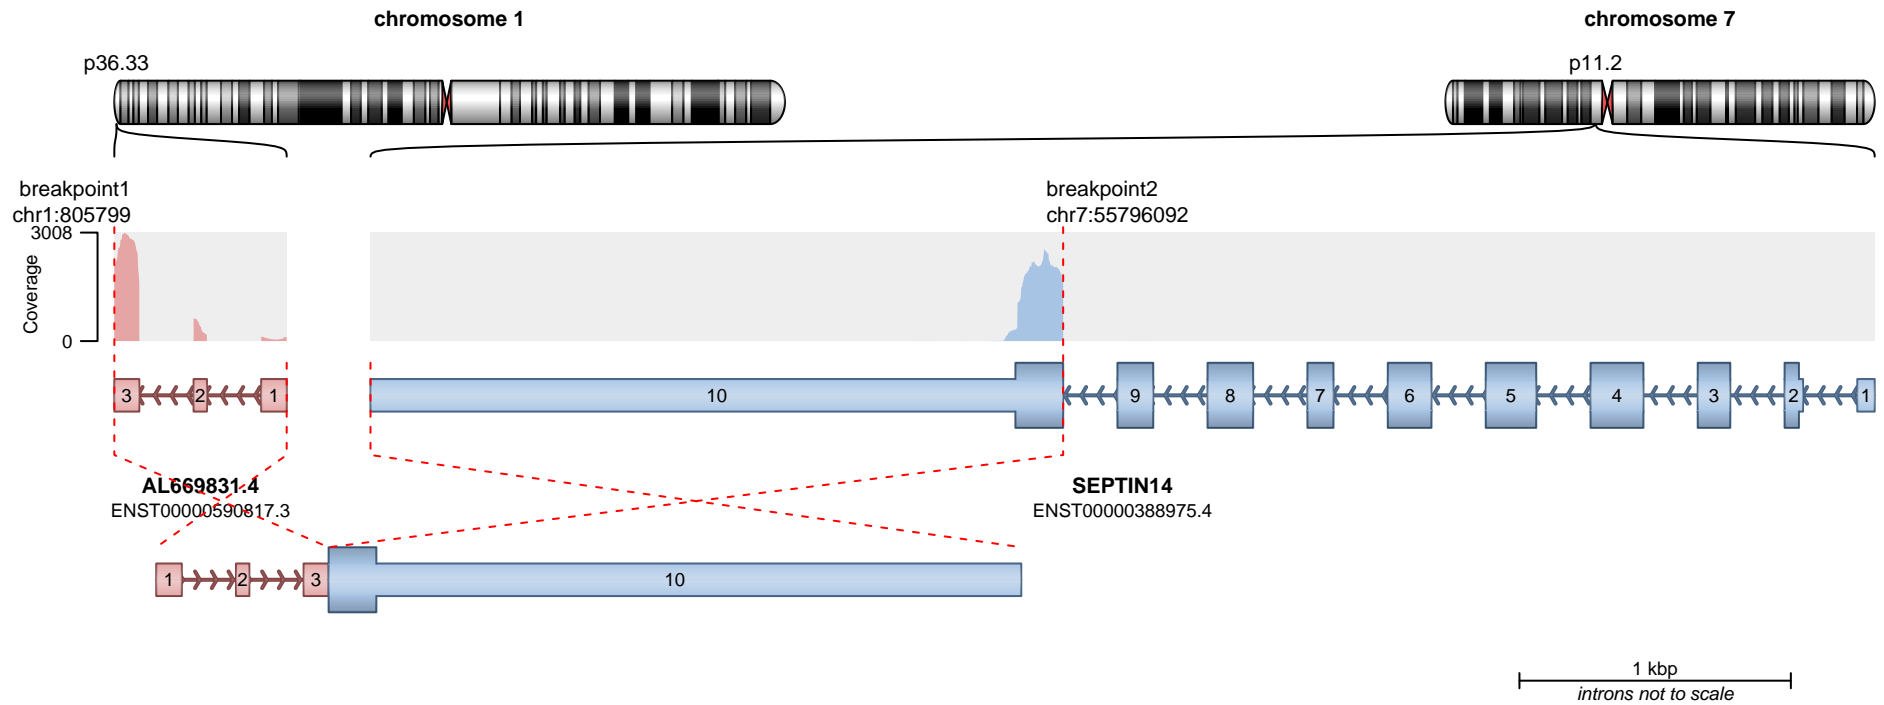 chromosome 1
chromosome 7
p36.33
p11.2
breakpoint1
chr1:805799
breakpoint2
chr7:55796092
3008
Coverage
0
3 2 1
10 9 8 7 6 5 4 3 2 1
AL669831.4
ENST00000590817.3
SEPTIN14
ENST00000388975.4
1 2 3 10
1 kbp
introns not to scale